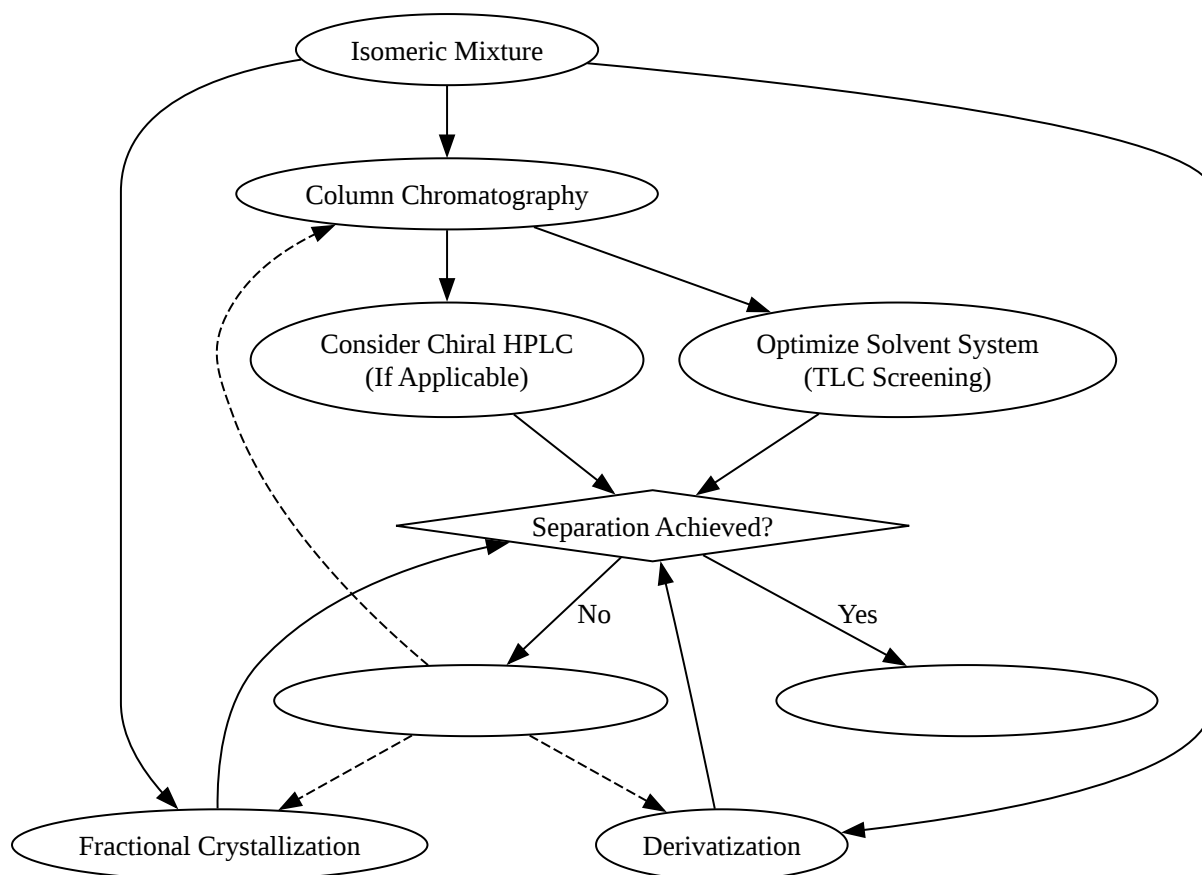 Isomeric Mixture
Column Chromatography
Consider Chiral HPLC
(If Applicable)
Optimize Solvent System
(TLC Screening)
Separation Achieved?
No
Yes
Fractional Crystallization
Derivatization